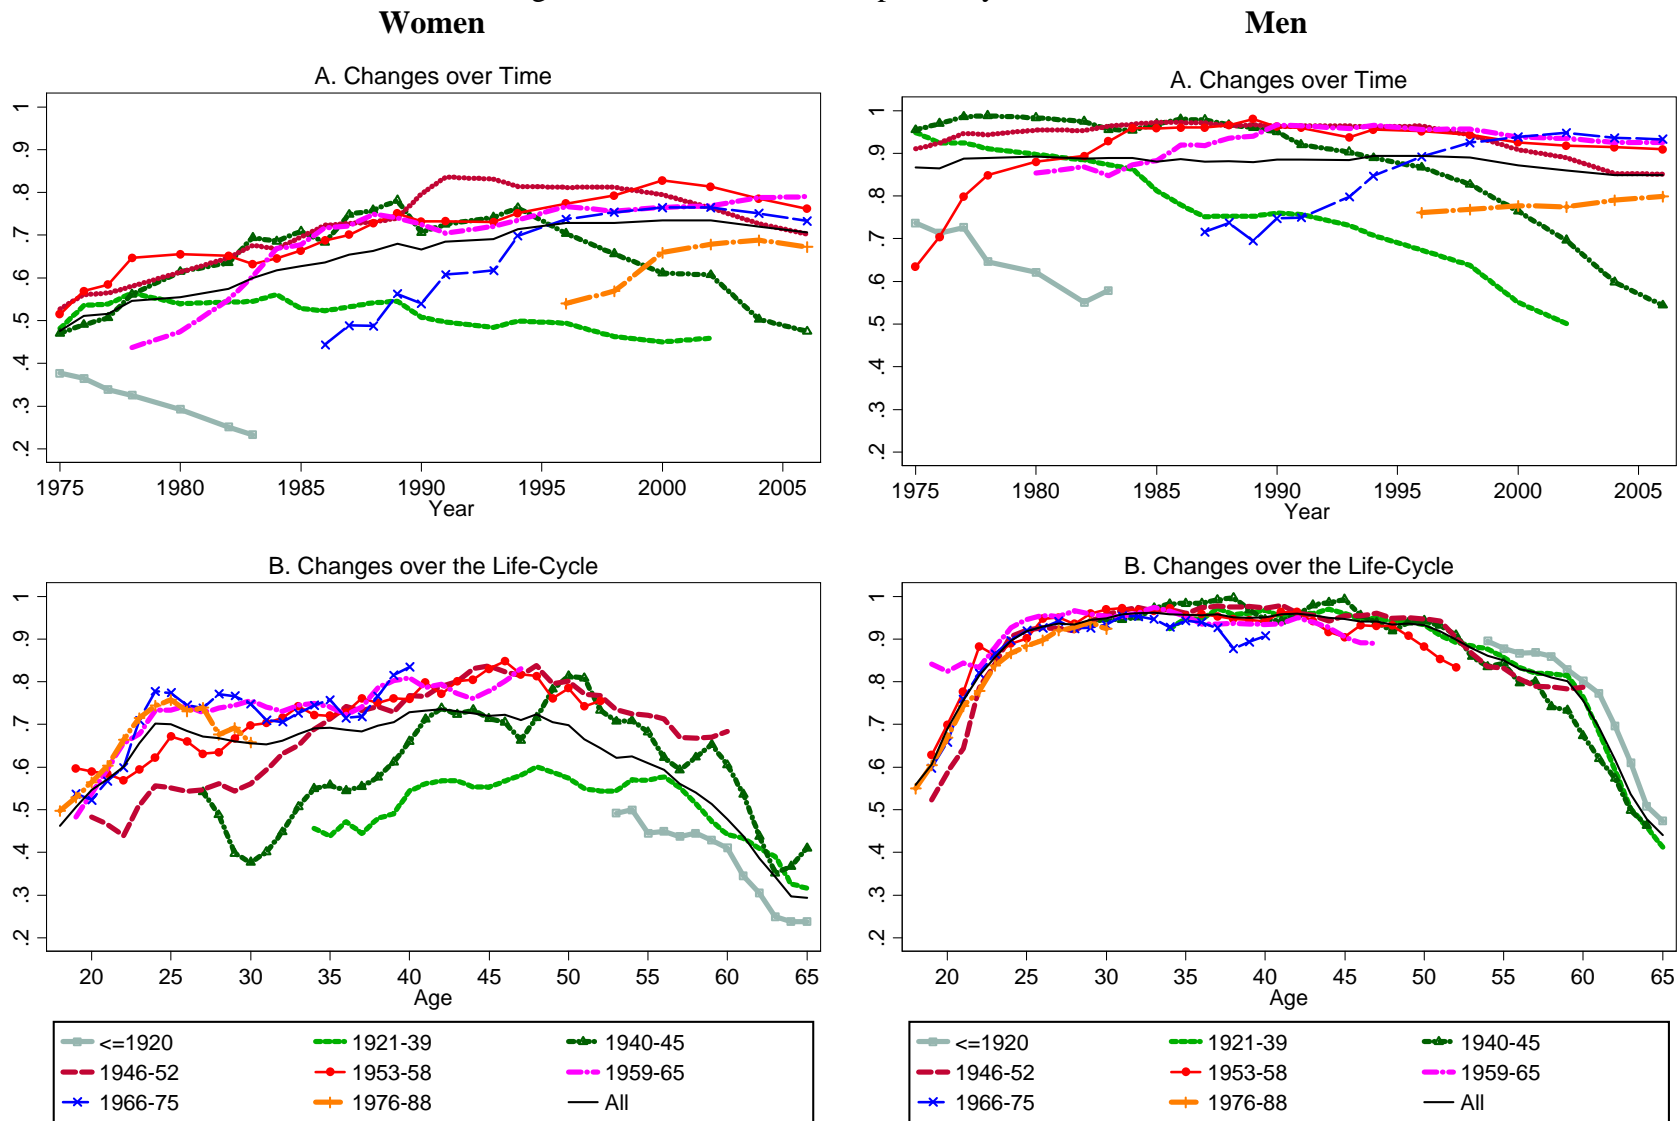 Women Men
A. Changes over Time
1 .9 .8 .7 .6 .5 .4 .3 .2
1975 1980 1985 1990 1995 2000 2005
Year
A. Changes over Time
1 .9 .8 .7 .6 .5 .4 .3 .2
1975 1980 1985 1990 1995 2000 2005
Year
B. Changes over the Life-Cycle
1 .9 .8 .7 .6 .5 .4 .3 .2
20 25 30 35 40 45 50 55 60 65
Age
B. Changes over the Life-Cycle
1 .9 .8 .7 .6 .5 .4 .3 .2
20 25 30 35 40 45 50 55 60 65
Age
<=1920 1921-39 1940-45
1946-52 1953-58 1959-65
1966-75 1976-88 All
<=1920 1921-39 1940-45
1946-52 1953-58 1959-65
1966-75 1976-88 All